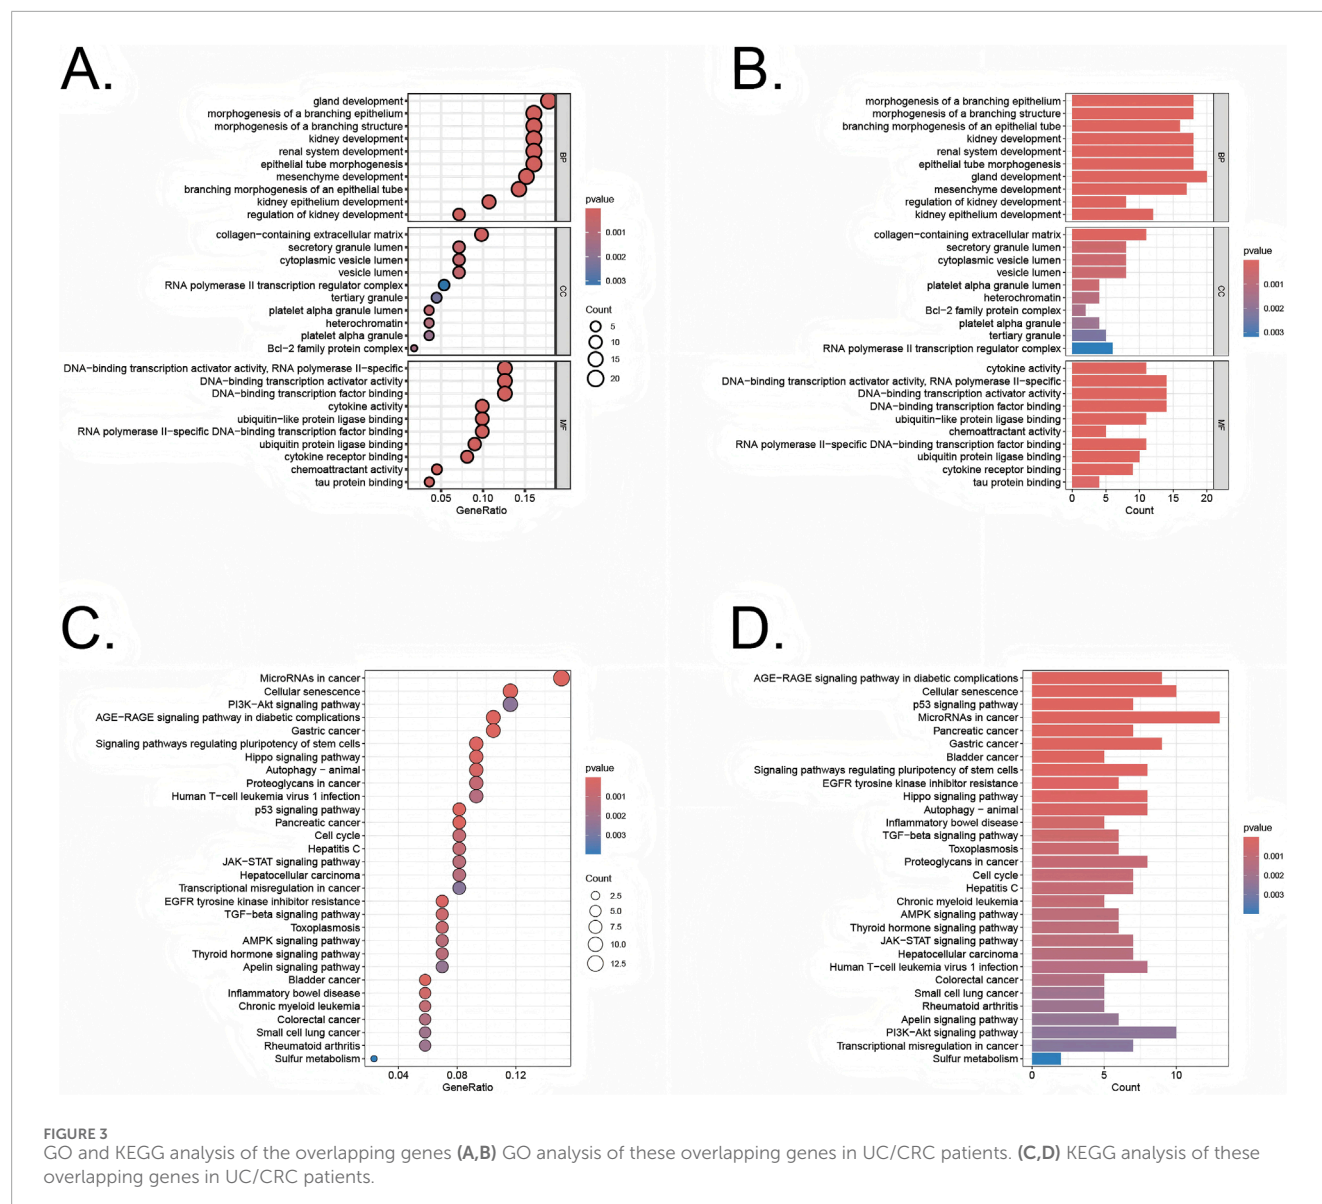 A.
gland development
morphogenesis of a branching epithelium
morphogenesis of a branching structure
kidney development
renal system development
epithelial tube morphogenesis
mesenchyme development
branching morphogenesis of an epithelial tube
kidney epithelium development
regulation of kidney development
BP
collagen−containing extracellular matrix
secretory granule lumen
cytoplasmic vesicle lumen
vesicle lumen
RNA polymerase II transcription regulator complex
tertiary granule
platelet alpha granule lumen
heterochromatin
platelet alpha granule
Bcl−2 family protein complex
CC
DNA−binding transcription activator activity, RNA polymerase II−specific
DNA−binding transcription activator activity
DNA−binding transcription factor binding
cytokine activity
ubiquitin−like protein ligase binding
RNA polymerase II−specific DNA−binding transcription factor binding
ubiquitin protein ligase binding
cytokine receptor binding
chemoattractant activity
tau protein binding
MF
0.05 0.10 0.15
GeneRatio
pvalue
0.001
0.002
0.003
Count
5
10
15
20
B.
morphogenesis of a branching epithelium
morphogenesis of a branching structure
branching morphogenesis of an epithelial tube
kidney development
renal system development
epithelial tube morphogenesis
gland development
mesenchyme development
regulation of kidney development
kidney epithelium development
BP
collagen−containing extracellular matrix
secretory granule lumen
cytoplasmic vesicle lumen
vesicle lumen
platelet alpha granule lumen
heterochromatin
Bcl−2 family protein complex
platelet alpha granule
tertiary granule
RNA polymerase II transcription regulator complex
CC
cytokine activity
DNA−binding transcription activator activity, RNA polymerase II−specific
DNA−binding transcription activator activity
DNA−binding transcription factor binding
ubiquitin−like protein ligase binding
chemoattractant activity
RNA polymerase II−specific DNA−binding transcription factor binding
ubiquitin protein ligase binding
cytokine receptor binding
tau protein binding
MF
0 5 10 15 20
Count
pvalue
0.001
0.002
0.003
C.
MicroRNAs in cancer
Cellular senescence
PI3K−Akt signaling pathway
AGE−RAGE signaling pathway in diabetic complications
Gastric cancer
Signaling pathways regulating pluripotency of stem cells
Hippo signaling pathway
Autophagy − animal
Proteoglycans in cancer
Human T−cell leukemia virus 1 infection
p53 signaling pathway
Pancreatic cancer
Cell cycle
Hepatitis C
JAK−STAT signaling pathway
Hepatocellular carcinoma
Transcriptional misregulation in cancer
EGFR tyrosine kinase inhibitor resistance
TGF−beta signaling pathway
Toxoplasmosis
AMPK signaling pathway
Thyroid hormone signaling pathway
Apelin signaling pathway
Bladder cancer
Inflammatory bowel disease
Chronic myeloid leukemia
Colorectal cancer
Small cell lung cancer
Rheumatoid arthritis
Sulfur metabolism
0.04 0.08 0.12
GeneRatio
pvalue
0.001
0.002
0.003
Count
2.5
5.0
7.5
10.0
12.5
D.
AGE−RAGE signaling pathway in diabetic complications
Cellular senescence
p53 signaling pathway
MicroRNAs in cancer
Pancreatic cancer
Gastric cancer
Bladder cancer
Signaling pathways regulating pluripotency of stem cells
EGFR tyrosine kinase inhibitor resistance
Hippo signaling pathway
Autophagy − animal
Inflammatory bowel disease
TGF−beta signaling pathway
Toxoplasmosis
Proteoglycans in cancer
Cell cycle
Hepatitis C
Chronic myeloid leukemia
AMPK signaling pathway
Thyroid hormone signaling pathway
JAK−STAT signaling pathway
Hepatocellular carcinoma
Human T−cell leukemia virus 1 infection
Colorectal cancer
Small cell lung cancer
Rheumatoid arthritis
Apelin signaling pathway
PI3K−Akt signaling pathway
Transcriptional misregulation in cancer
Sulfur metabolism
0 5 10
Count
pvalue
0.001
0.002
0.003
FIGURE 3
GO and KEGG analysis of the overlapping genes (A,B) GO analysis of these overlapping genes in UC/CRC patients. (C,D) KEGG analysis of these
overlapping genes in UC/CRC patients.